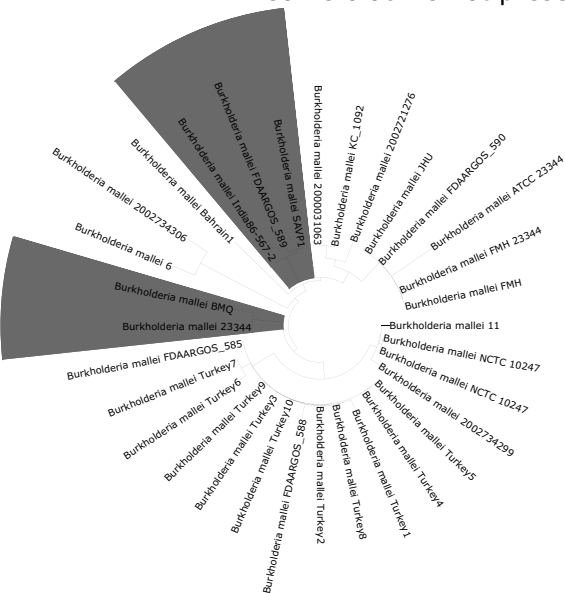 Burkholderia mallei 2000031063
Burkholderia mallei KC_1092
Burkholderia mallei 2002721276
Burkholderia mallei JHU
Burkholderia mallei FDAARGOS_590
Burkholderia mallei ATCC 23344
Burkholderia mallei FMH 23344
Burkholderia mallei FMH
Burkholderia mallei 11
Burkholderia mallei NCTC 10247
Burkholderia mallei NCTC 10247
Burkholderia mallei 2002734299
Burkholderia mallei Turkey5
Burkholderia mallei Turkey4
Burkholderia mallei Turkey1
Burkholderia mallei Turkey8
Burkholderia mallei Turkey2
Burkholderia mallei FDAARGOS_588
Burkholderia mallei Turkey10
Burkholderia mallei Turkey3
Burkholderia mallei Turkey9
Burkholderia mallei Turkey6
Burkholderia mallei Turkey7
Burkholderia mallei FDAARGOS_585
Burkholderia mallei 23344
Burkholderia mallei BMQ
Burkholderia mallei 6
Burkholderia mallei 2002734306
Burkholderia mallei Bahrain1
Burkholderia mallei India86-567-2
Burkholderia mallei FDAARGOS_589
Burkholderia mallei SAVP1